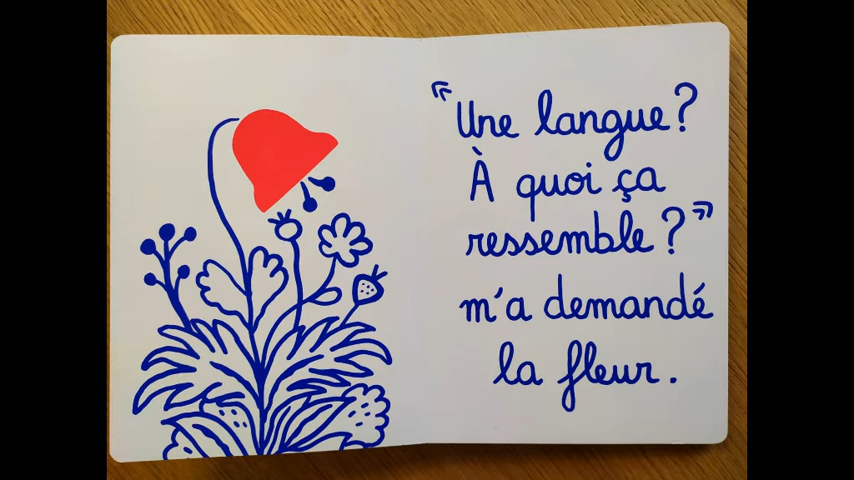 « Une langue?
À quoi ça
ressemble? »
m'a demandé
la fleur.